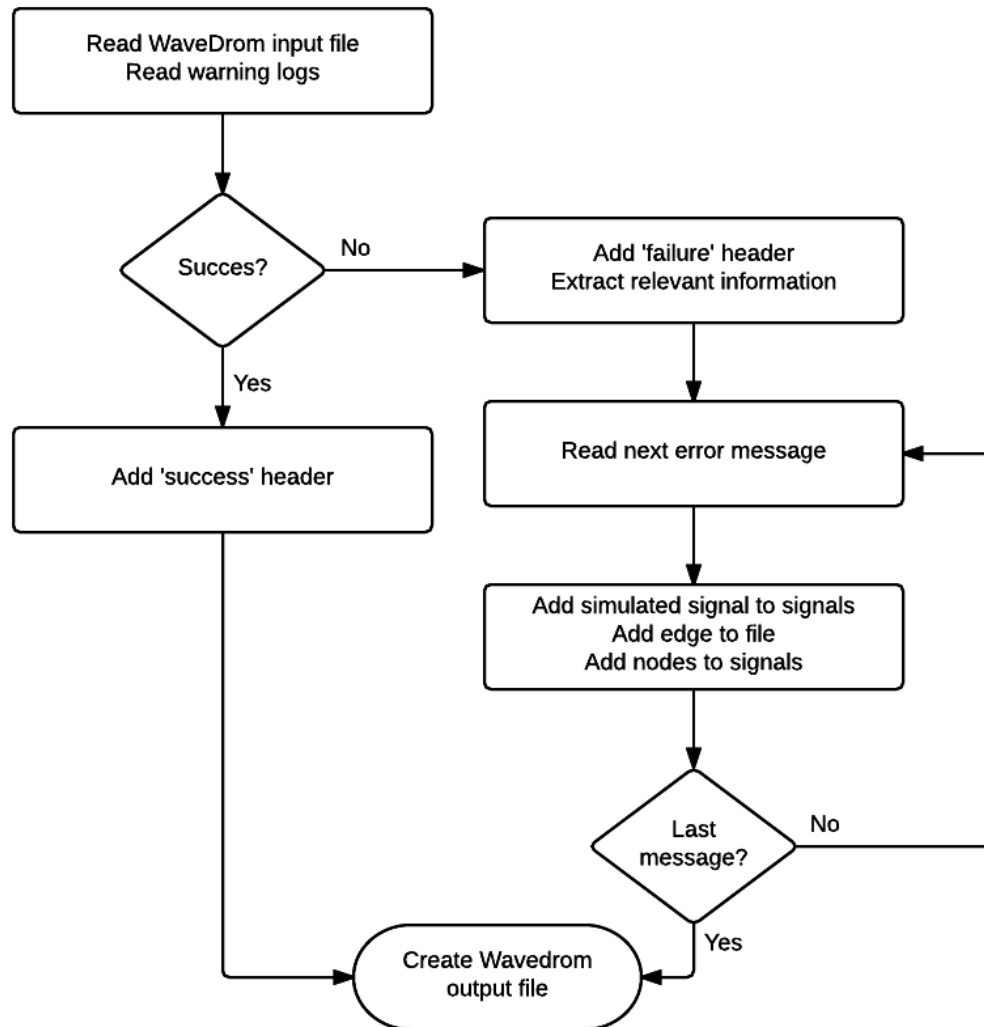 Read WaveDrom input file
Read warning logs
Succes?
No
Add 'failure' header
Extract relevant information
Yes
Add 'success' header
Read next error message
Add simulated signal to signals
Add edge to file
Add nodes to signals
Last
message?
No
Yes
Create Wavedrom
output file